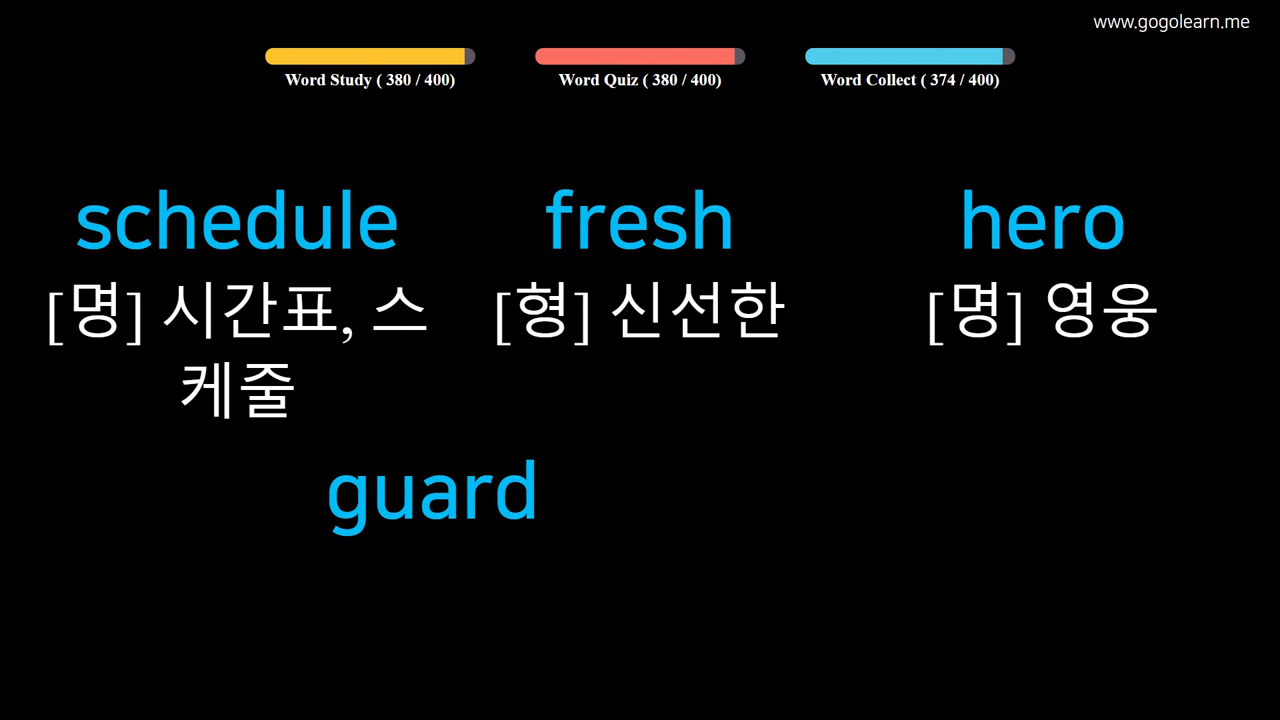 www.gogolearn.me
Word Study ( 380 / 400)
Word Quiz ( 380 / 400)
Word Collect ( 374 / 400)
schedule
[명] 시간표, 스
케줄
fresh
[형] 신선한
hero
[명] 영웅
guard